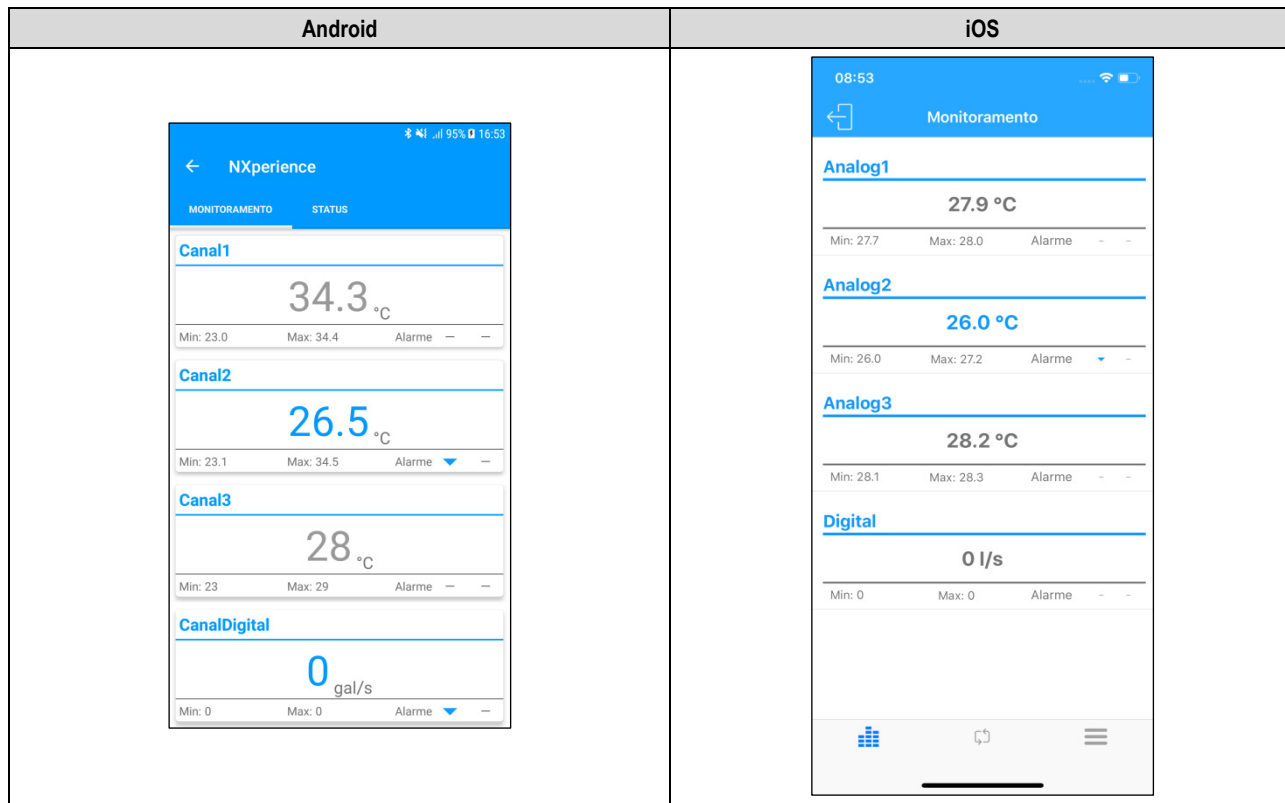 Android
iOS
95% 16:53
NXperience
MONITORAMENTO STATUS
Canal1
34.3 °C
Min: 23.0 Max: 34.4 Alarme — —
Canal2
26.5 °C
Min: 23.1 Max: 34.5 Alarme —
Canal3
28 °C
Min: 23 Max: 29 Alarme — —
CanalDigital
0 gal/s
Min: 0 Max: 0 Alarme —
08:53
Monitoramento
Analog1
27.9 °C
Min: 27.7 Max: 28.0 Alarme - -
Analog2
26.0 °C
Min: 26.0 Max: 27.2 Alarme -
Analog3
28.2 °C
Min: 28.1 Max: 28.3 Alarme - -
Digital
0 l/s
Min: 0 Max: 0 Alarme - -